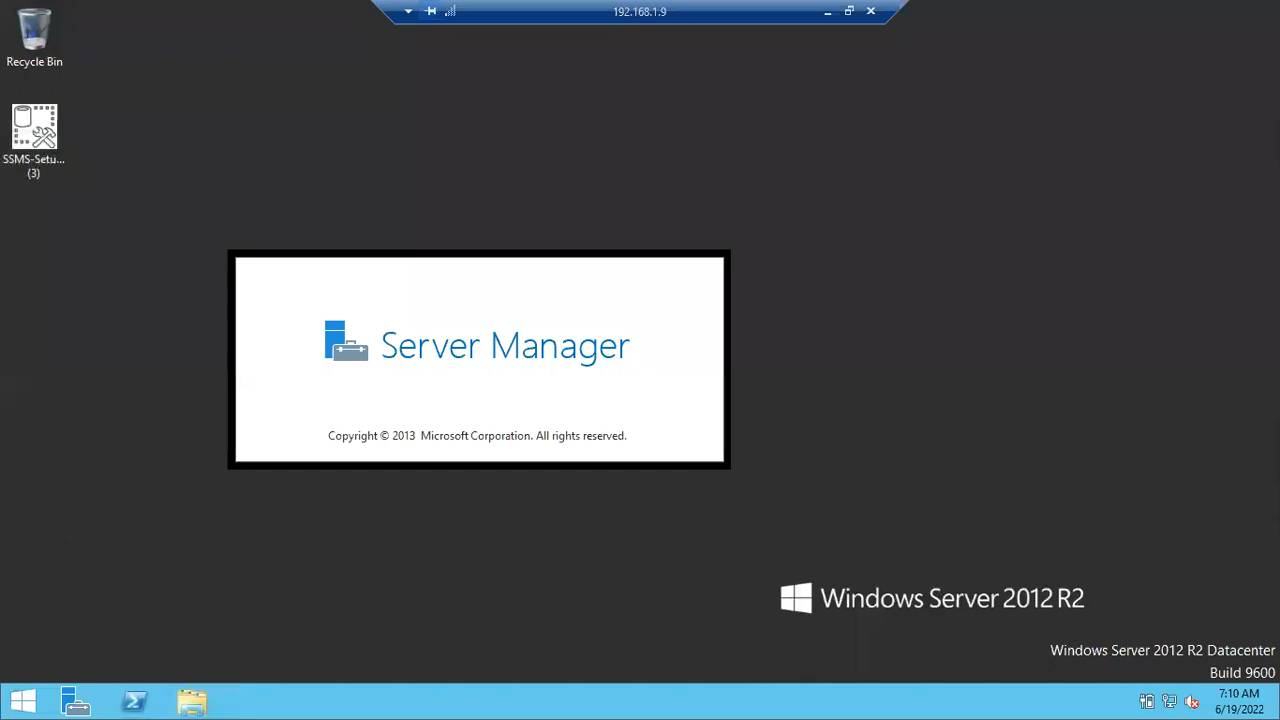 192.168.1.9
Recycle Bin
SSMS-Setu...
(3)
Server Manager
Copyright © 2013 Microsoft Corporation. All rights reserved.
Windows Server 2012 R2
Windows Server 2012 R2 Datacenter
Build 9600
7:10 AM
6/19/2022